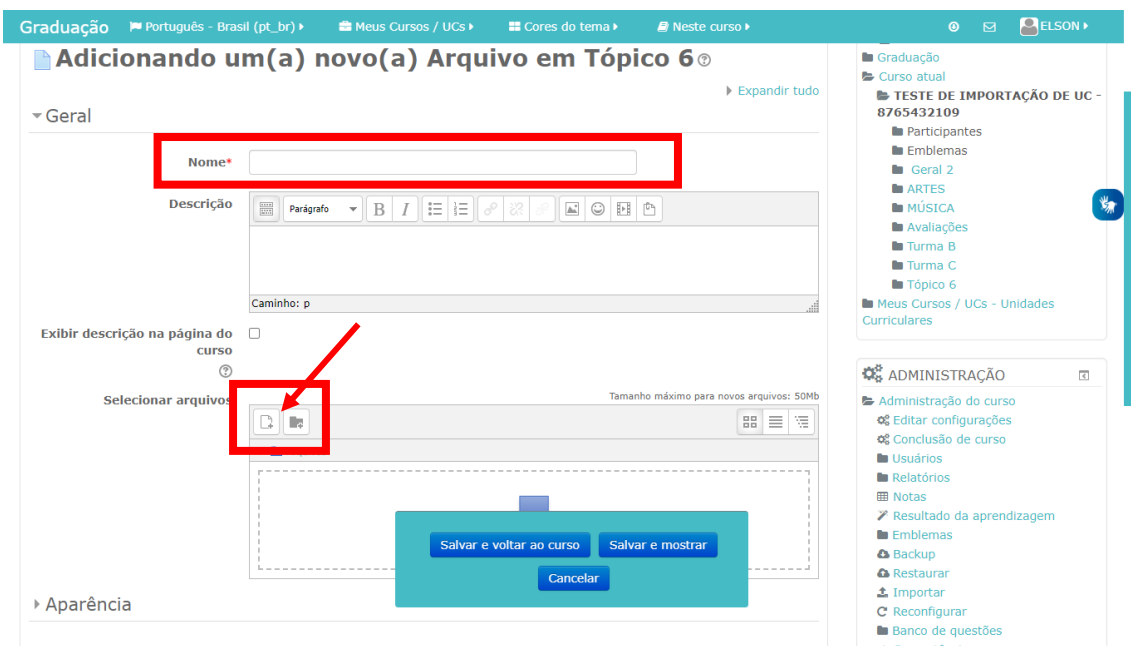 Graduação Português - Brasil (pt_br) Meus Cursos / UCs Cores do tema Neste curso ELSON
Adicionando um(a) novo(a) Arquivo em Tópico 6
Expandir tudo
Geral
Nome*
Descrição
Parágrafo B I
Caminho: p
Exibir descrição na página do
curso
Selecionar arquivos
Tamanho máximo para novos arquivos: 50Mb
Salvar e voltar ao curso Salvar e mostrar
Cancelar
Aparência
Graduação
Curso atual
TESTE DE IMPORTAÇÃO DE UC -
8765432109
Participantes
Emblemas
Geral 2
ARTES
MÚSICA
Avaliações
Turma B
Turma C
Tópico 6
Meus Cursos / UCs - Unidades
Curriculares
ADMINISTRAÇÃO
Administração do curso
Editar configurações
Conclusão de curso
Usuários
Relatórios
Notas
Resultado da aprendizagem
Emblemas
Backup
Restaurar
Importar
Reconfigurar
Banco de questões